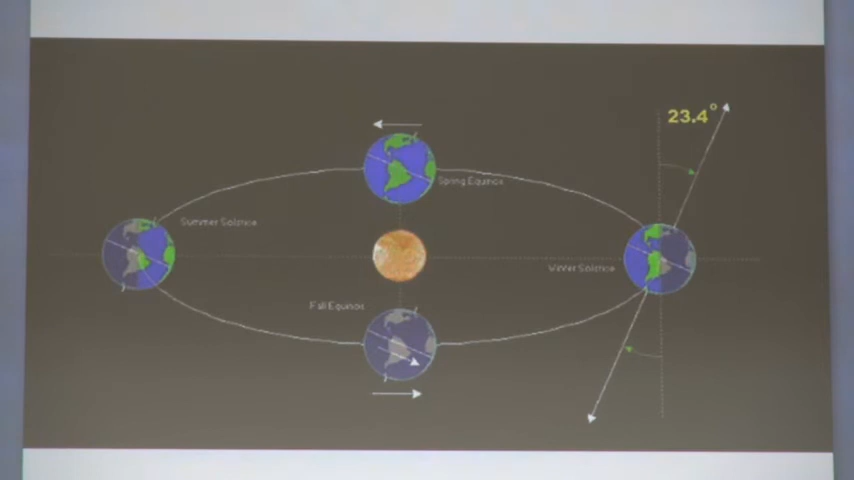 23.4°
Spring Equinox
Summer Solstice
Winter Solstice
Fall Equinox